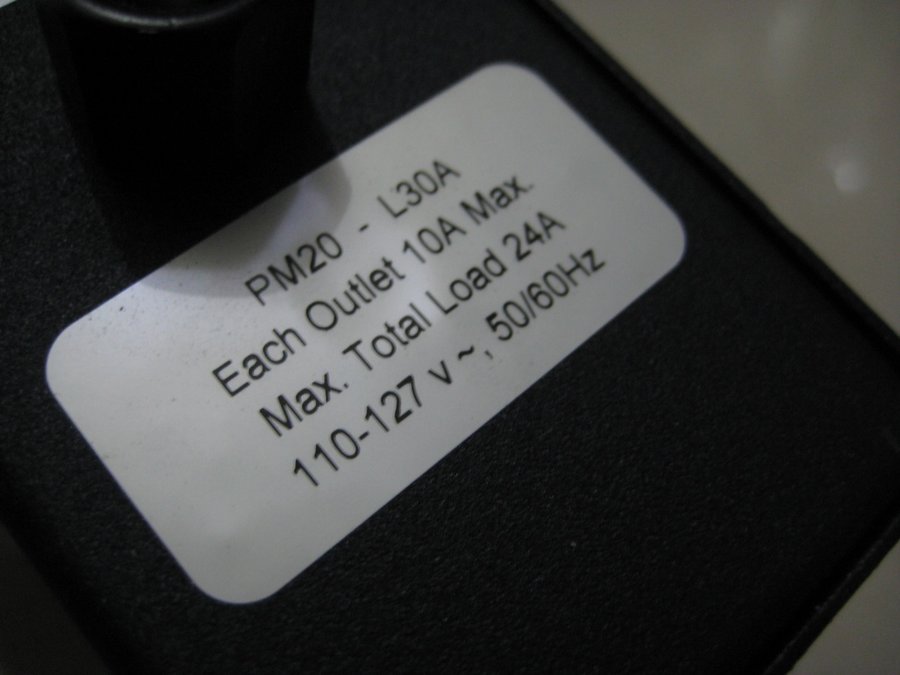 PM20 - L30A
Each Outlet 10A Max.
Max. Total Load 24A
110-127 v ~, 50/60Hz